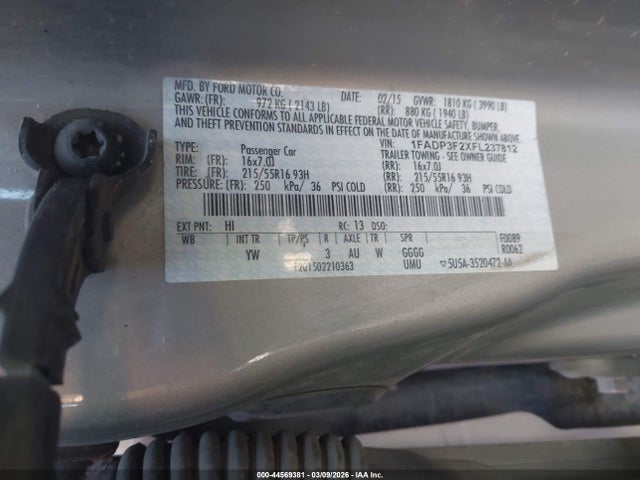 MFD. BY FORD MOTOR CO. DATE: 02/15 GVWR: 1810 KG ( 3990 LB)
GAWR: (FR): 972 KG ( 2143 LB) (RR): 880 KG ( 1940 LB)
THIS VEHICLE CONFORMS TO ALL APPLICABLE FEDERAL MOTOR VEHICLE SAFETY, BUMPER,
AND THEFT PREVENTION STANDARDS IN EFFECT ON THE DATE OF MANUFACTURE SHOWN ABOVE.
VIN: 1FADP3F2XFL237812
TYPE: Passenger Car TRAILER TOWING - SEE OWNER GUIDE
RIM: (FR): 16x7.0J (RR): 16x7.0J
TIRE: (FR): 215/55R16 93H (RR): 215/55R16 93H
PRESSURE: (FR): 250 kPa/ 36 PSI COLD (RR): 250 kPa/ 36 PSI COLD
EXT PNT: HI RC: 13 DSO: F0089
WB INT TR TP/PS R AXLE TR SPR R0062
YW 3 AU W GGGG
1201502210363 UMU ▽ 5U5A-3520472-AA
000-44569381 | 03/09/2026 | IAA Inc.